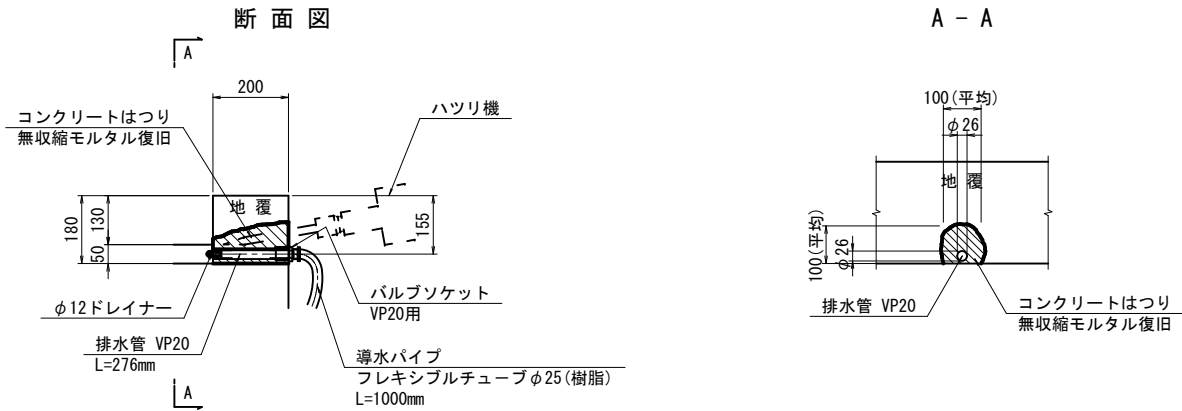 断 面 図
A
200
コンクリートはつり
無収縮モルタル復旧
ハツリ機
地 覆
180
130
50
155
φ12ドレイナー
バルブソケット
VP20用
排水管 VP20
L=276mm
導水パイプ
フレキシブルチューブφ25(樹脂)
L=1000mm
A
A − A
100(平均)
φ26
地 覆
100(平均)
φ26
排水管 VP20
コンクリートはつり
無収縮モルタル復旧